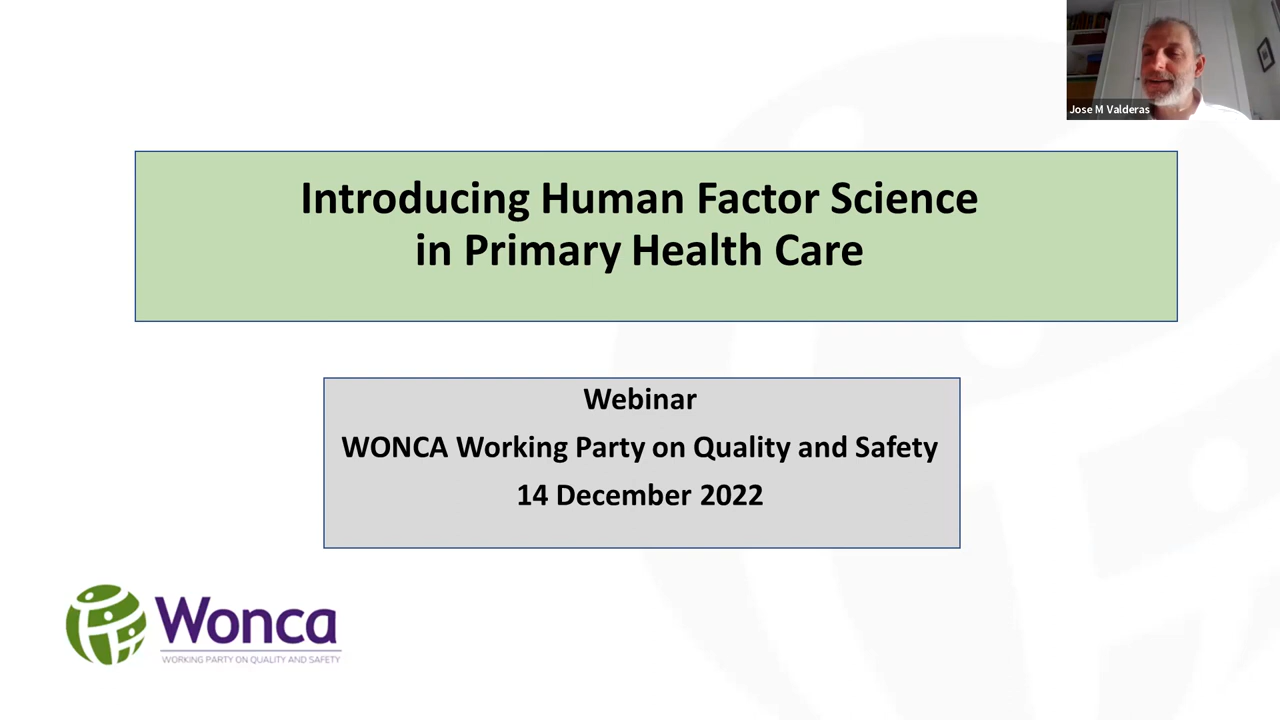 Jose M Valderas
Introducing Human Factor Science
in Primary Health Care
Webinar
WONCA Working Party on Quality and Safety
14 December 2022
Wonca
WORKING PARTY ON QUALITY AND SAFETY